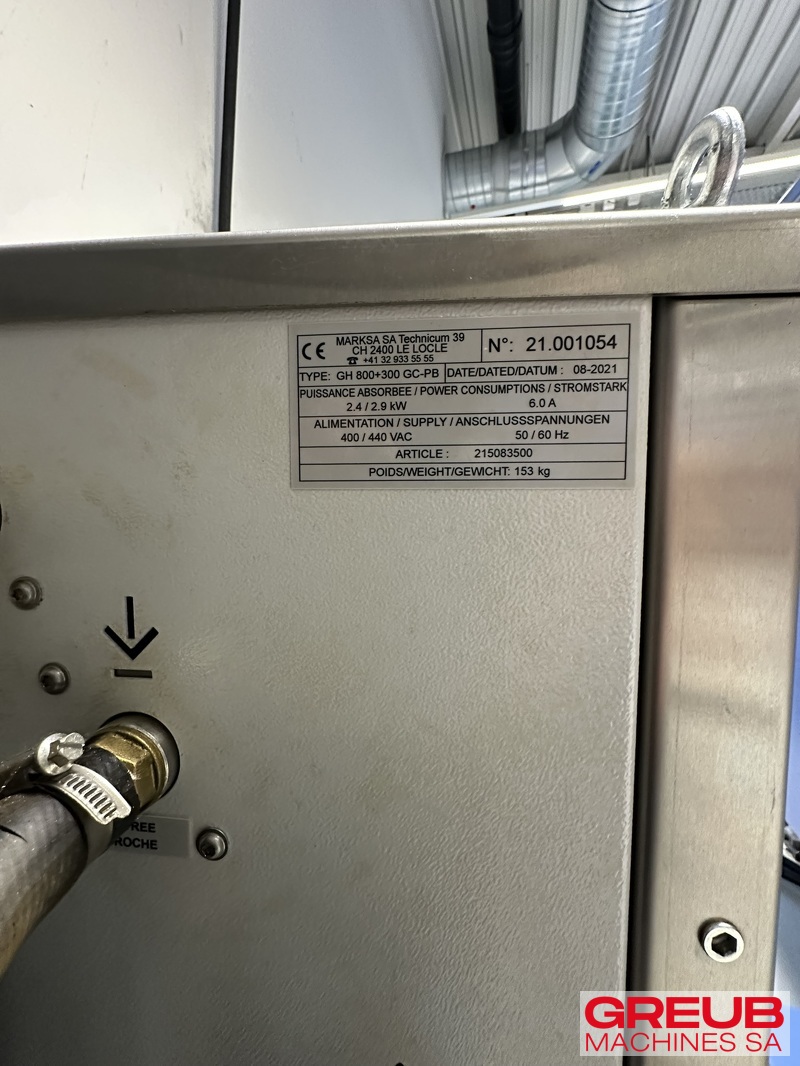 CE
MARKSA SA Technicum 39
CH 2400 LE LOCLE
☎ +41 32 933 55 55
N°: 21.001054
TYPE: GH 800+300 GC-PB
DATE/DATED/DATUM : 08-2021
PUISSANCE ABSORBEE / POWER CONSUMPTIONS / STROMSTARK
2.4 / 2.9 kW 6.0 A
ALIMENTATION / SUPPLY / ANSCHLUSSSPANNUNGEN
400 / 440 VAC 50 / 60 Hz
ARTICLE : 215083500
POIDS/WEIGHT/GEWICHT: 153 kg
GREUB
MACHINES SA